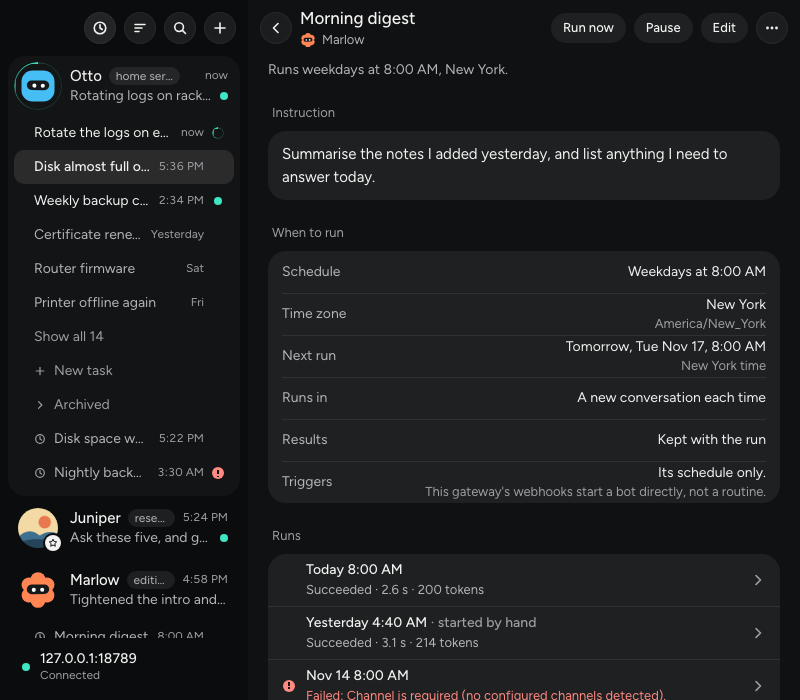 Otto
home ser...
now
Rotating logs on rack...
Rotate the logs on e...
now
Disk almost full o...
5:36 PM
Weekly backup c...
2:34 PM
Certificate rene...
Yesterday
Router firmware
Sat
Printer offline again
Fri
Show all 14
New task
Archived
Disk space w...
5:22 PM
Nightly back...
3:30 AM
Juniper
rese...
5:24 PM
Ask these five, and g...
Marlow
editi...
4:58 PM
Tightened the intro and...
Morning digest
8:00 AM
127.0.0.1:18789
Connected
Morning digest
Marlow
Run now
Pause
Edit
Runs weekdays at 8:00 AM, New York.
Instruction
Summarise the notes I added yesterday, and list anything I need to
answer today.
When to run
Schedule
Weekdays at 8:00 AM
Time zone
New York
America/New_York
Next run
Tomorrow, Tue Nov 17, 8:00 AM
New York time
Runs in
A new conversation each time
Results
Kept with the run
Triggers
Its schedule only.
This gateway's webhooks start a bot directly, not a routine.
Runs
Today 8:00 AM
Succeeded · 2.6 s · 200 tokens
Yesterday 4:40 AM · started by hand
Succeeded · 3.1 s · 214 tokens
Nov 14 8:00 AM
Failed: Channel is required (no configured channels detected).